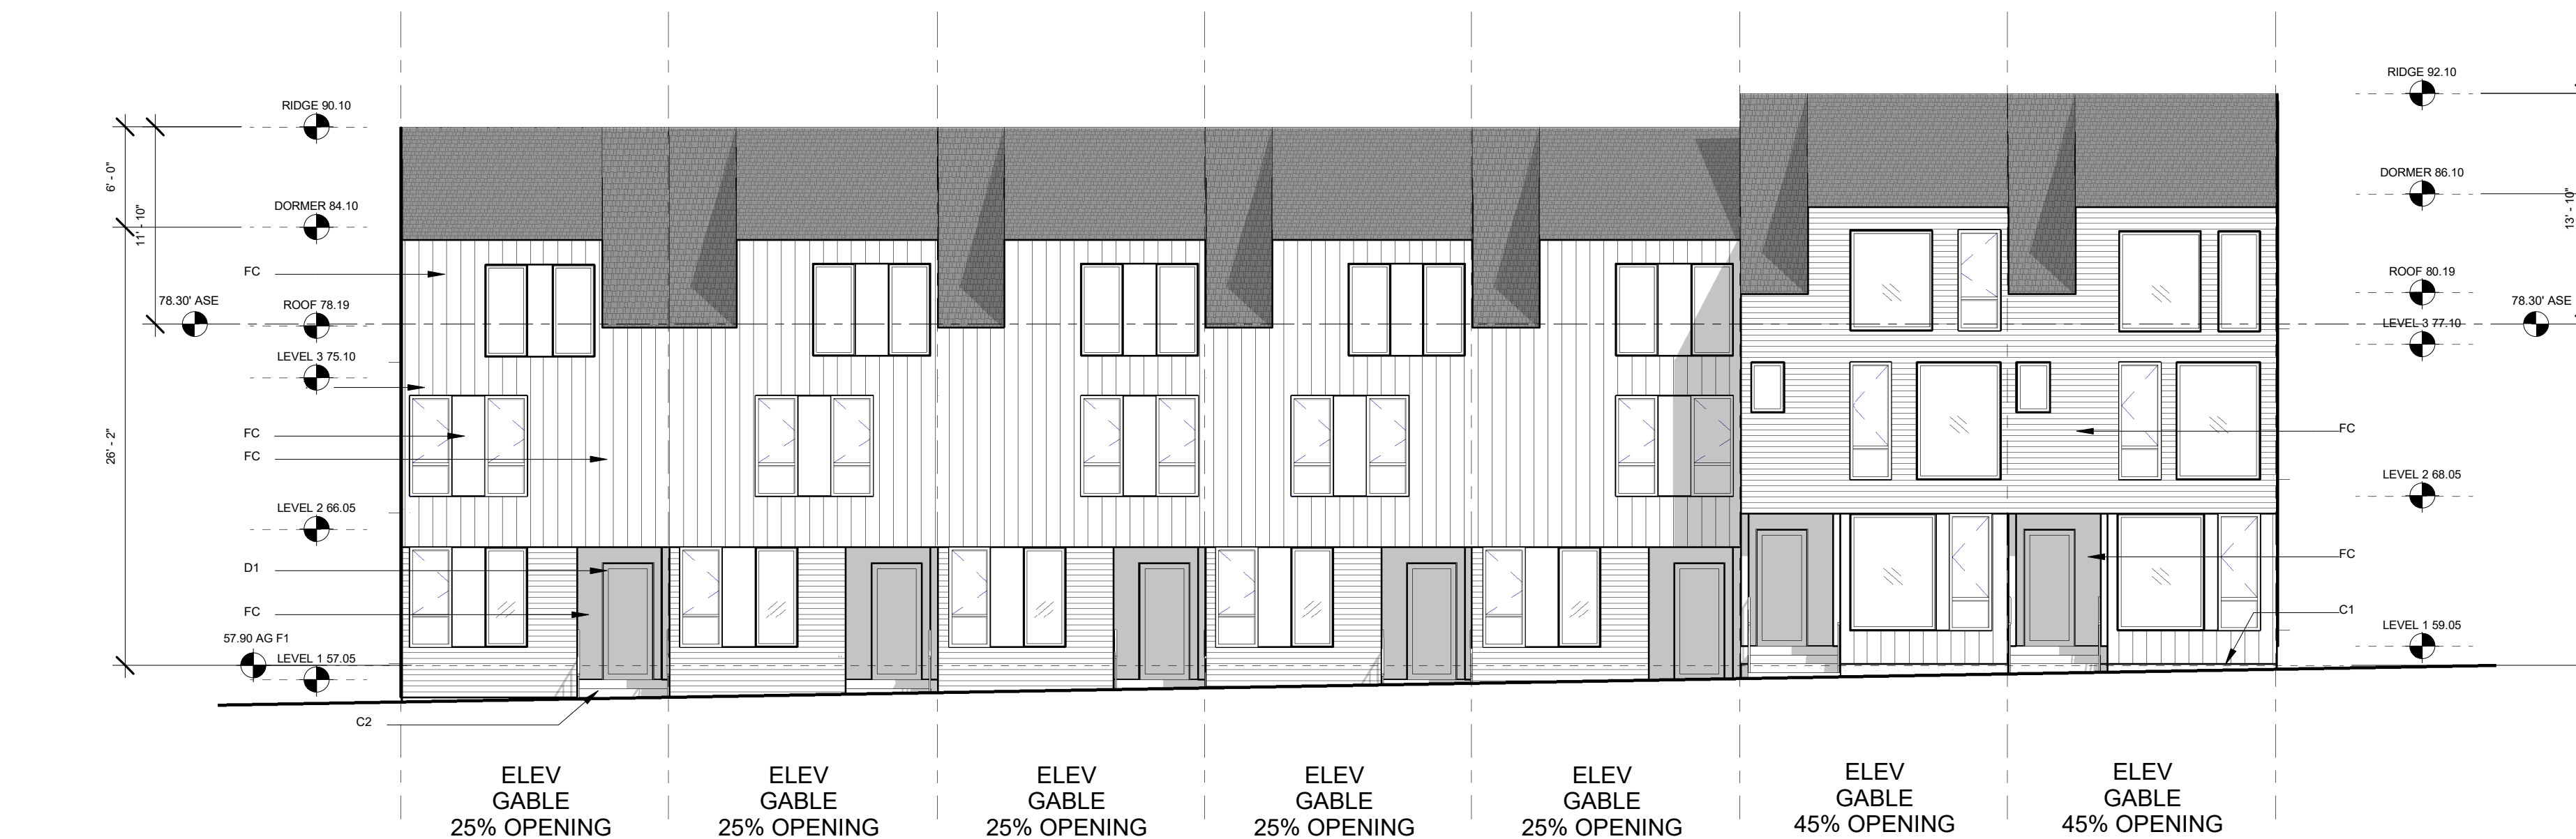 RIDGE 90.10
6' - 0"
DORMER 84.10
11' - 10"
FC
78.30' ASE
ROOF 78.19
LEVEL 3 75.10
26' - 2"
FC
FC
LEVEL 2 66.05
D1
FC
57.90 AG F1
LEVEL 1 57.05
C2
RIDGE 92.10
DORMER 86.10
13' - 10"
ROOF 80.19
78.30' ASE
LEVEL 3 77.10
FC
LEVEL 2 68.05
FC
C1
LEVEL 1 59.05
ELEV
GABLE
25% OPENING
ELEV
GABLE
25% OPENING
ELEV
GABLE
25% OPENING
ELEV
GABLE
25% OPENING
ELEV
GABLE
25% OPENING
ELEV
GABLE
45% OPENING
ELEV
GABLE
45% OPENING